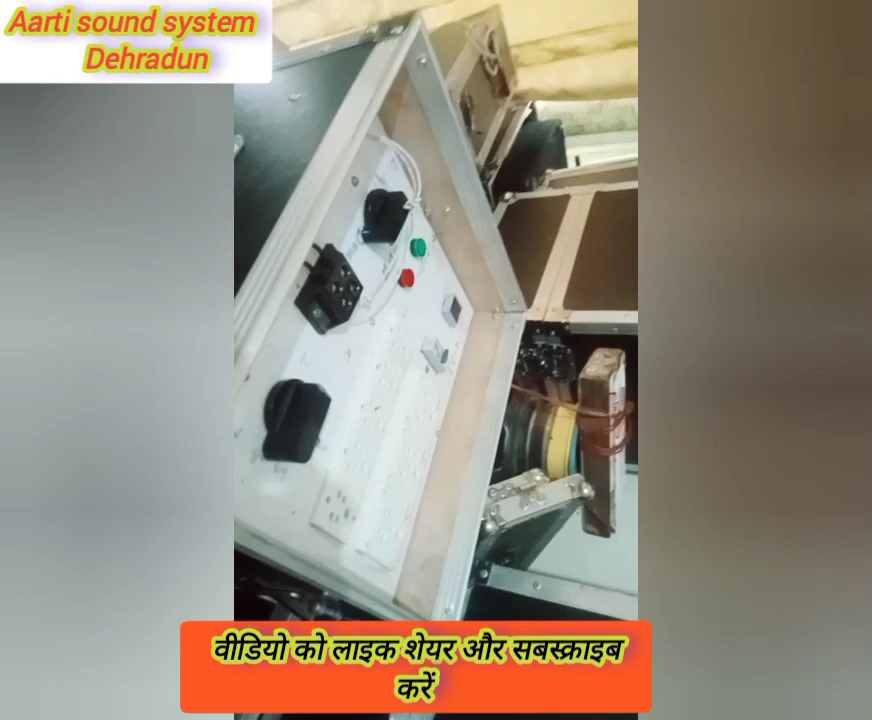 Aarti sound system
Dehradun
वीडियो को लाइक शेयर और सबस्क्राइब
करें